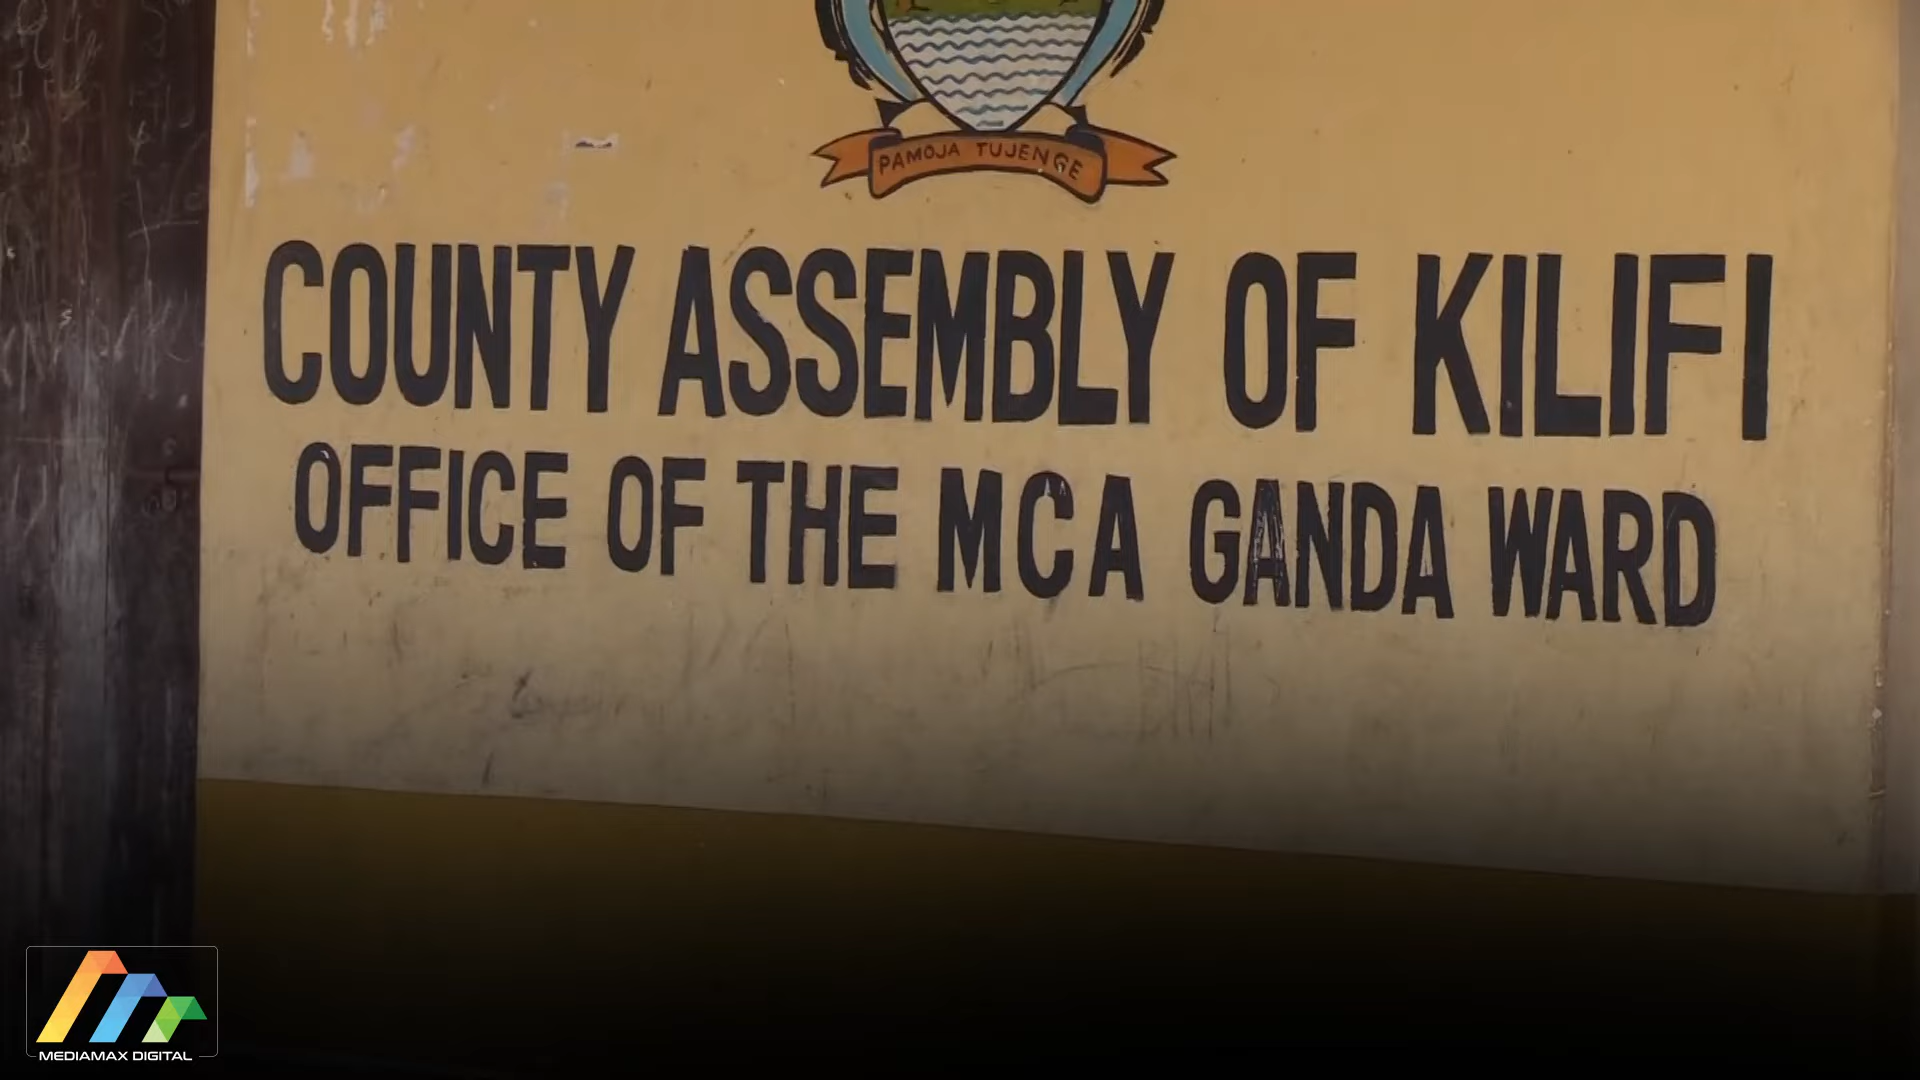 PAMOJA TUJENGE
COUNTY ASSEMBLY OF KILIFI
OFFICE OF THE MCA GANDA WARD
MEDIAMAX DIGITAL